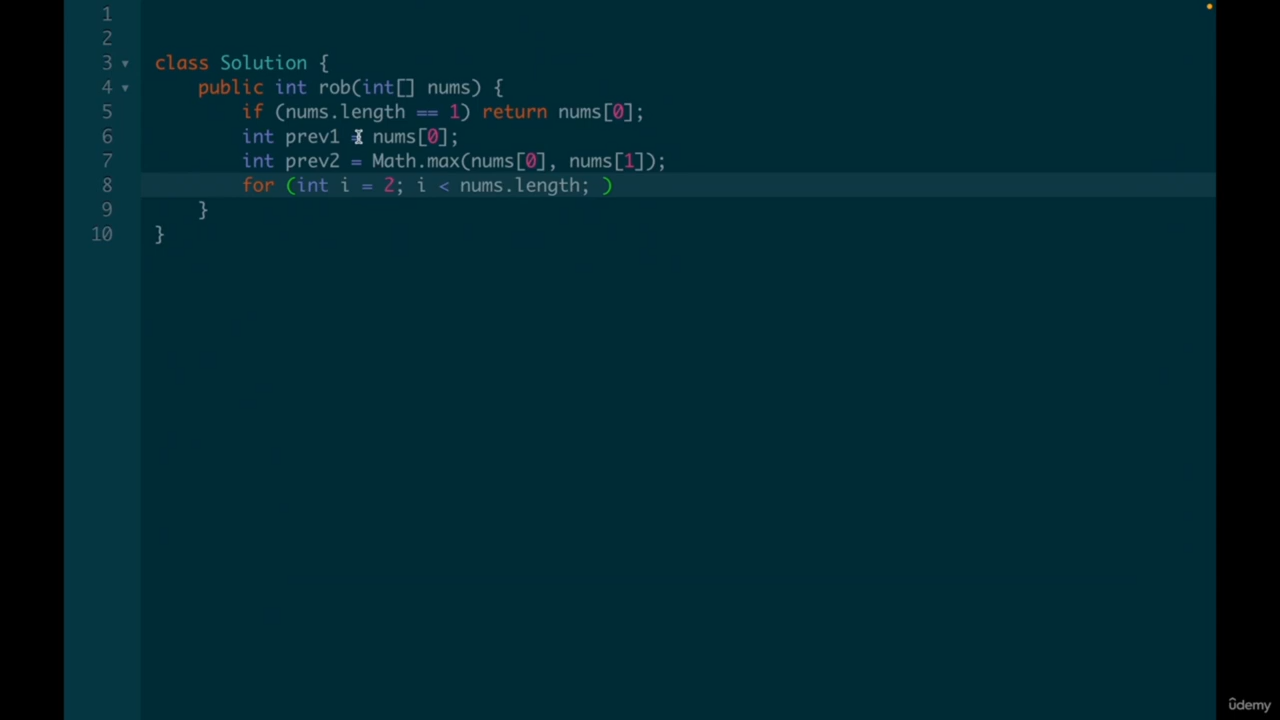 1
2
3 class Solution {
4 public int rob(int[] nums) {
5 if (nums.length == 1) return nums[0];
6 int prev1 = nums[0];
7 int prev2 = Math.max(nums[0], nums[1]);
8 for (int i = 2; i < nums.length; )
9 }
10 }
ûdemy